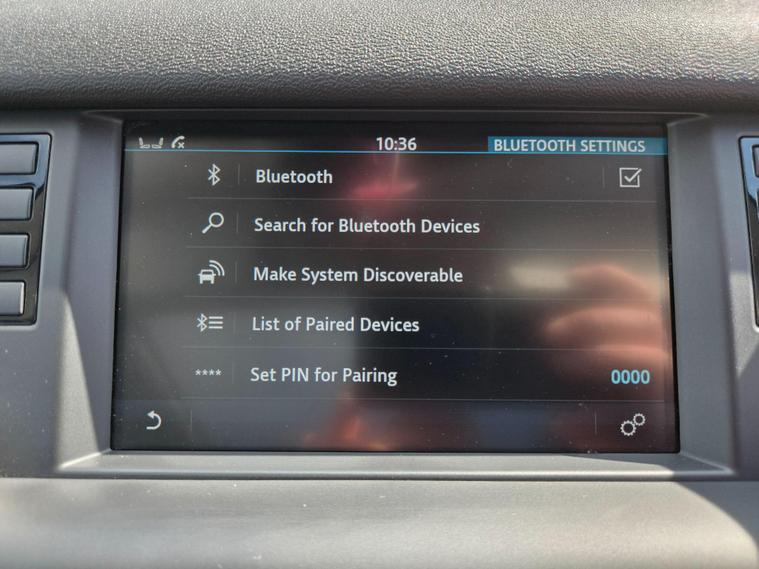 10:36
BLUETOOTH SETTINGS
Bluetooth
Search for Bluetooth Devices
Make System Discoverable
List of Paired Devices
**** Set PIN for Pairing 0000